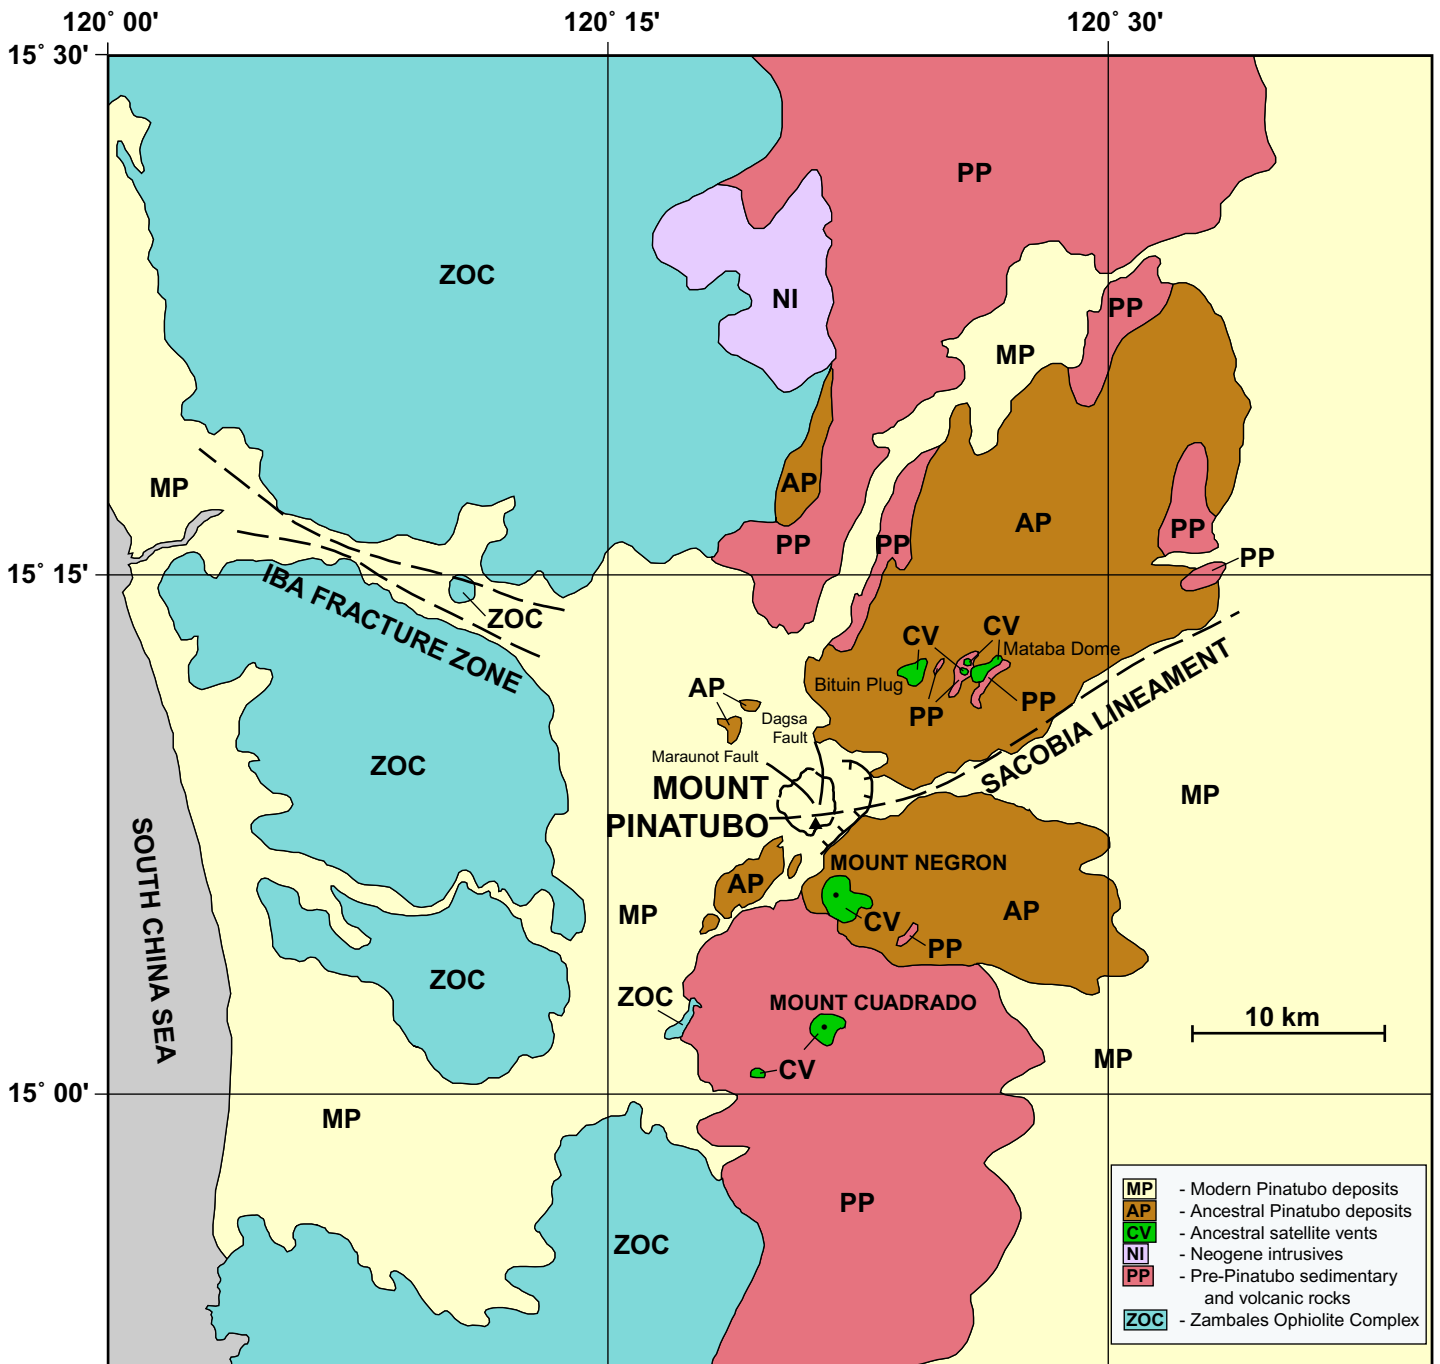 120° 00'
120° 15'
120° 30'
15° 30'
PP
ZOC
NI
PP
MP
AP
MP
AP
PP
PP
PP
PP
15° 15'
IBA FRACTURE ZONE
ZOC
CV
CV
Mataba Dome
Bituin Plug
AP
PP
PP
Dagsa
Fault
Maraunot Fault
SACOBIA LINEAMENT
ZOC
MOUNT
PINATUBO
MP
SOUTH CHINA SEA
MOUNT NEGRON
AP
MP
CV
AP
PP
ZOC
ZOC
MOUNT CUADRADO
10 km
CV
MP
15° 00'
MP
PP
ZOC
MP - Modern Pinatubo deposits
AP - Ancestral Pinatubo deposits
CV - Ancestral satellite vents
NI - Neogene intrusives
PP - Pre-Pinatubo sedimentary
and volcanic rocks
ZOC - Zambales Ophiolite Complex